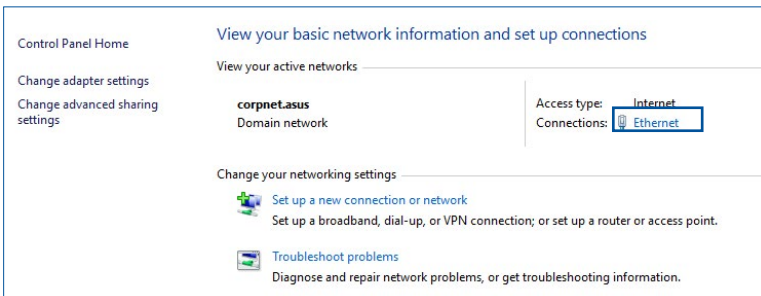 Control Panel Home
Change adapter settings
Change advanced sharing
settings
View your basic network information and set up connections
View your active networks
corpnet.asus
Domain network
Access type: Internet
Connections: Ethernet
Change your networking settings
Set up a new connection or network
Set up a broadband, dial-up, or VPN connection; or set up a router or access point.
Troubleshoot problems
Diagnose and repair network problems, or get troubleshooting information.